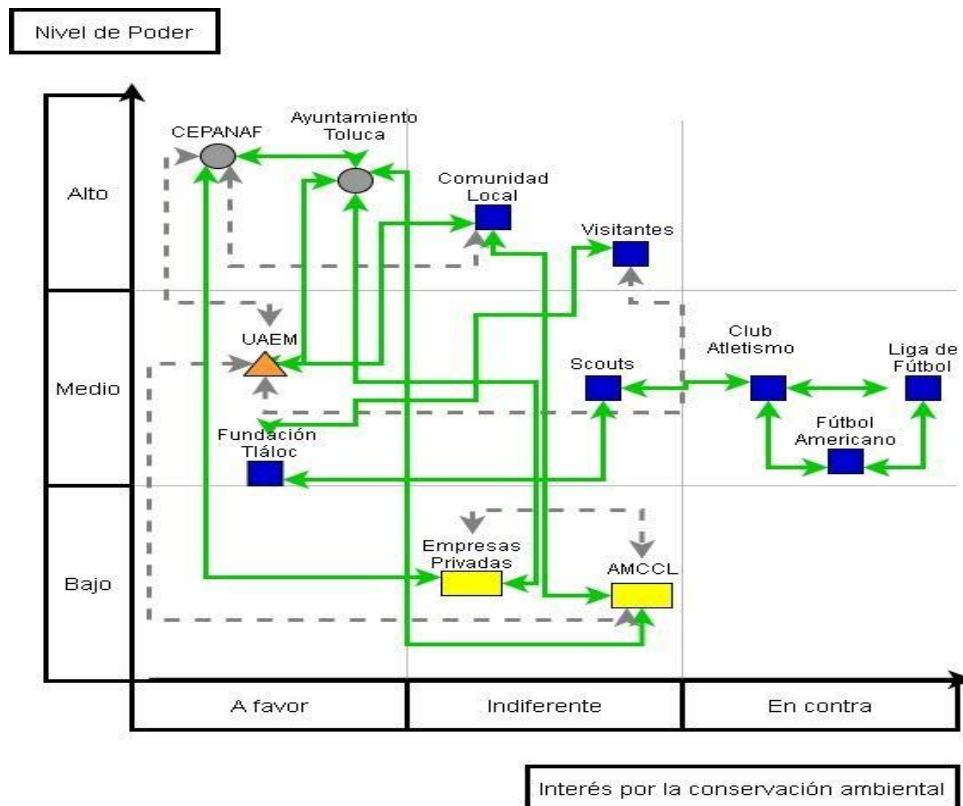 Nivel de Poder
CEPANAF
Ayuntamiento
Toluca
Alto
Comunidad
Local
Visitantes
UAEM
Medio
Scouts
Club
Atletismo
Liga de
Fútbol
Fundación
Tláloc
Fútbol
Americano
Bajo
Empresas
Privadas
AMCCL
A favor
Indiferente
En contra
Interés por la conservación ambiental